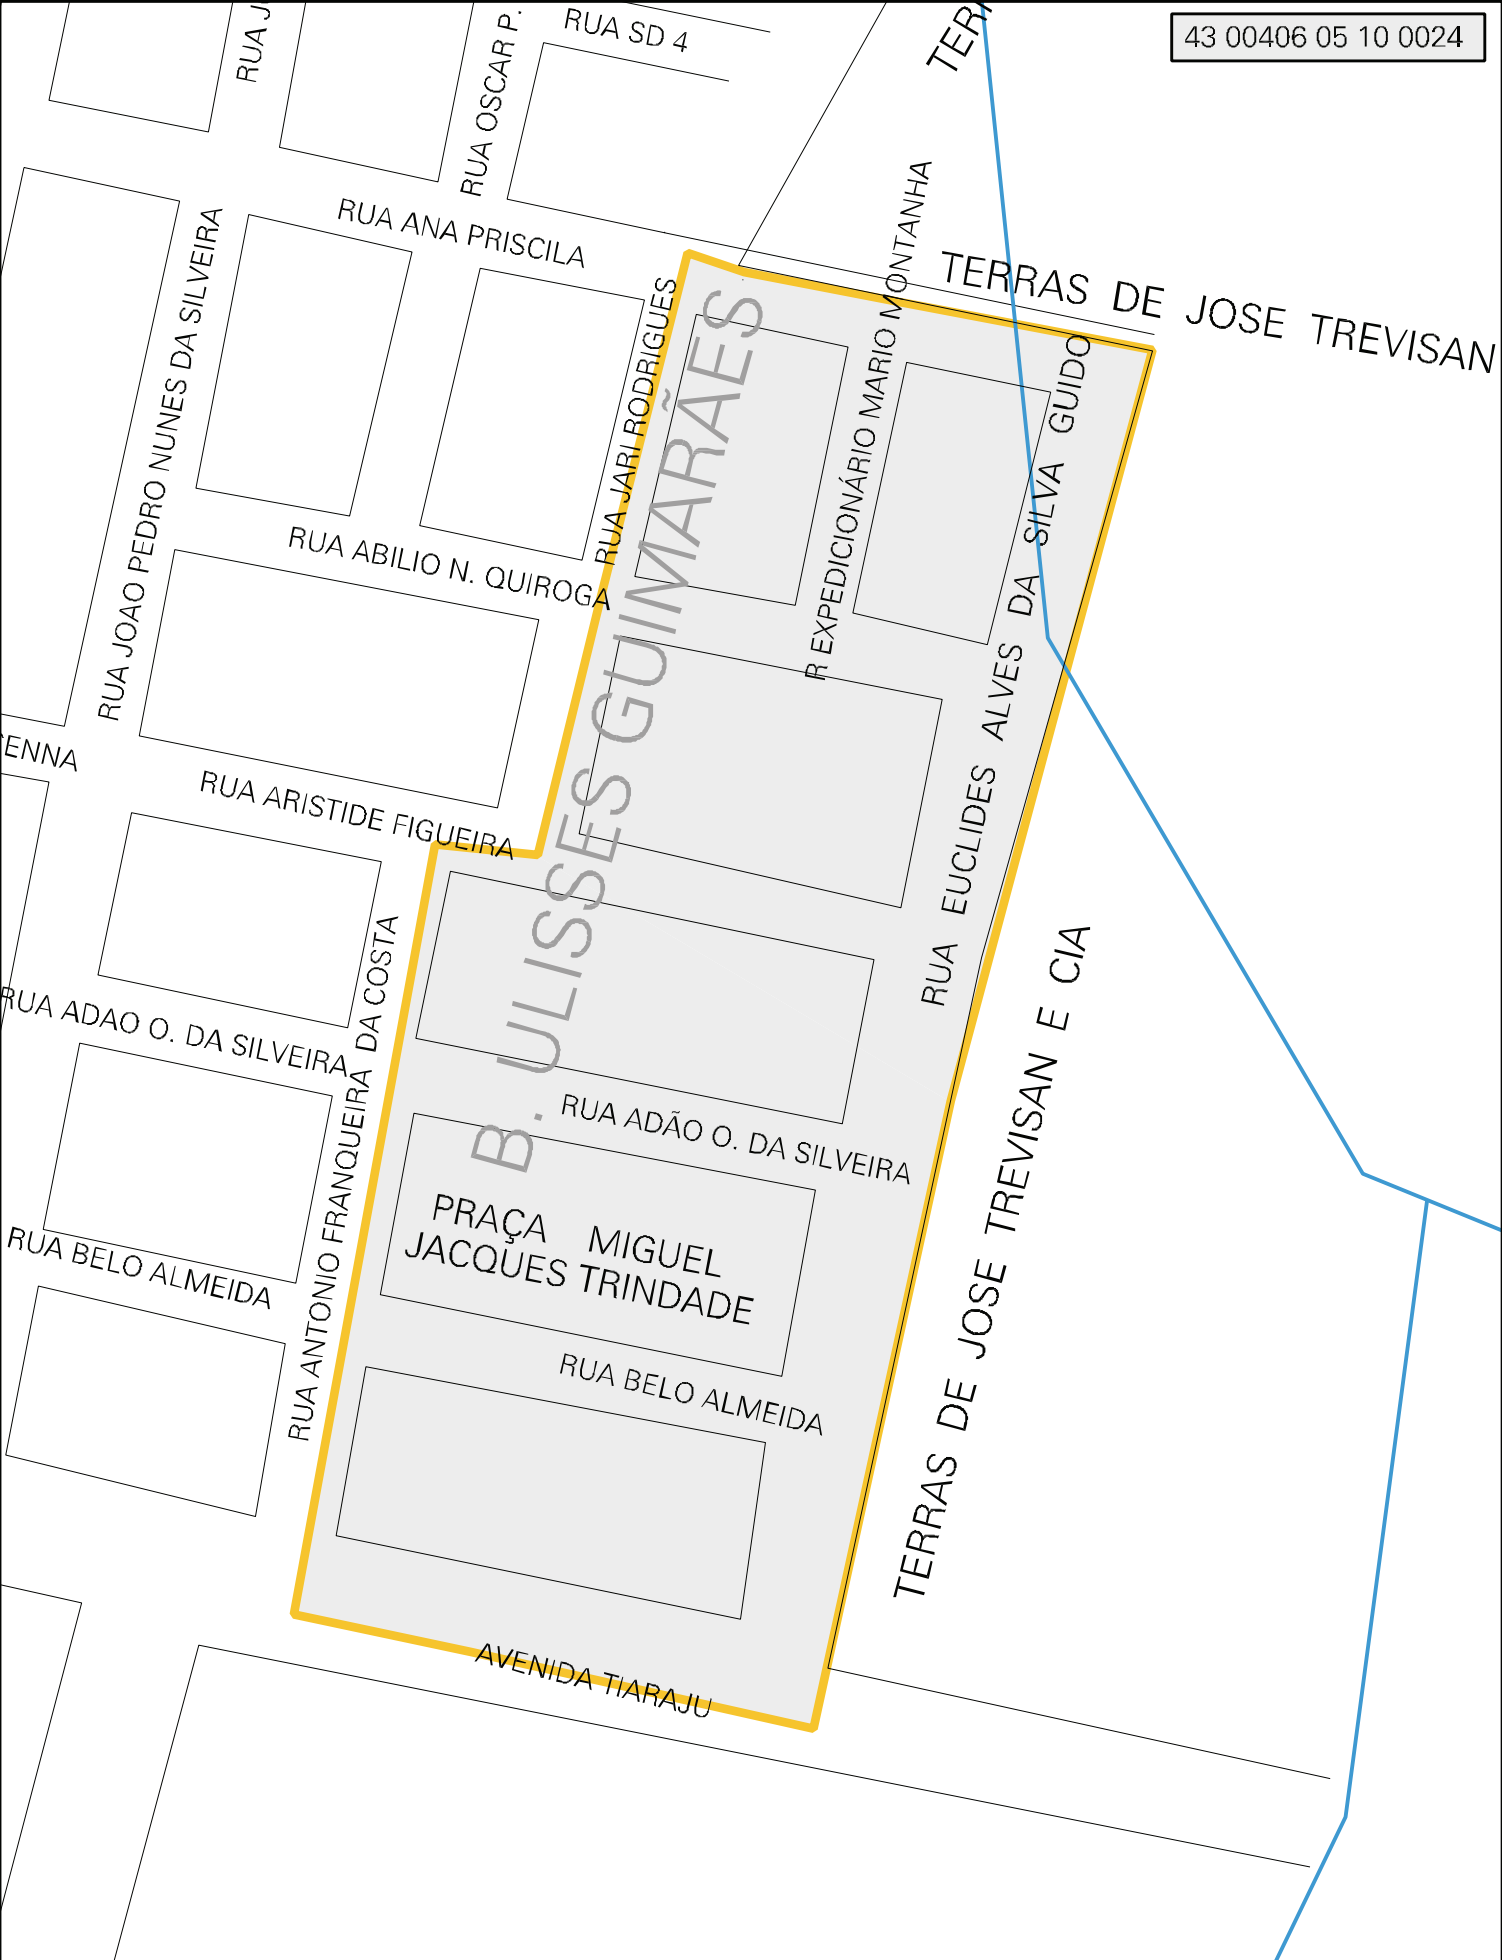 43 00406 05 10 0024
RUA SD 4
RUA OSCAR P.
RUA ANA PRISCILA
RUA JOAO PEDRO NUNES DA SILVEIRA
RUA JARI RODRIGUES
R EXPEDICIONÁRIO MARIO MONTANHA
TERRAS DE JOSE TREVISAN
RUA EUCLIDES ALVES DA SILVA GUIDO
RUA ABILIO N. QUIROGA
B. ULISSES GUIMARÃES
RUA ARISTIDE FIGUEIRA
RUA ANTONIO FRANQUEIRA DA COSTA
RUA ADAO O. DA SILVEIRA
RUA ADÃO O. DA SILVEIRA
TERRAS DE JOSE TREVISAN E CIA
PRAÇA MIGUEL
JACQUES TRINDADE
RUA BELO ALMEIDA
RUA BELO ALMEIDA
AVENIDA TIARAJU